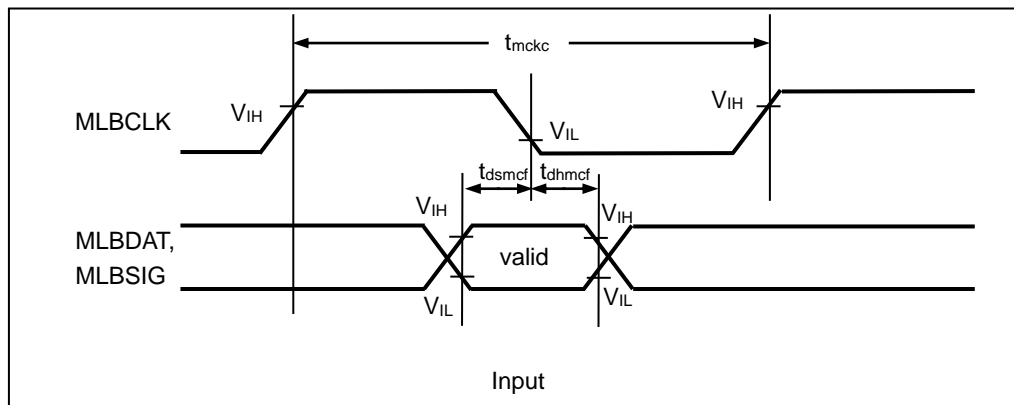 tmckc
VIH
VIH
MLBCLK
VIL
tdsmcf
tdhmcf
VIH
VIH
MLBDAT,
valid
MLBSIG
VIL
VIL
Input